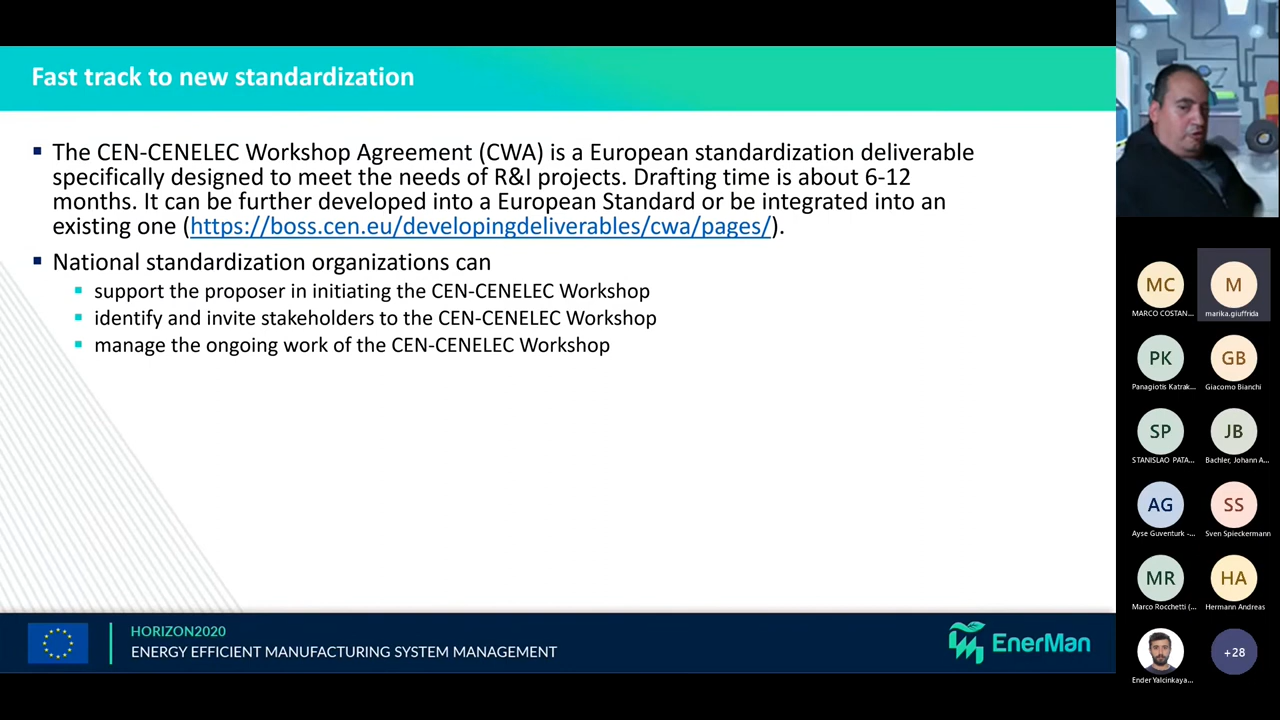 Fast track to new standardization
The CEN-CENELEC Workshop Agreement (CWA) is a European standardization deliverable
specifically designed to meet the needs of R&I projects. Drafting time is about 6-12
months. It can be further developed into a European Standard or be integrated into an
existing one (https://boss.cen.eu/developingdeliverables/cwa/pages/).
National standardization organizations can
support the proposer in initiating the CEN-CENELEC Workshop
identify and invite stakeholders to the CEN-CENELEC Workshop
manage the ongoing work of the CEN-CENELEC Workshop
HORIZON2020
ENERGY EFFICIENT MANUFACTURING SYSTEM MANAGEMENT
EnerMan
MC
MARCO COSTAN...
M
marika.giuffrida
PK
Panagiotis Katrak...
GB
Giacomo Bianchi
SP
STANISLAO PATA...
JB
Bachler, Johann A...
AG
Ayse Guventurk -...
SS
Sven Spieckermann
MR
Marco Rocchetti (...
HA
Hermann Andreas
Ender Yalcinkaya...
+28